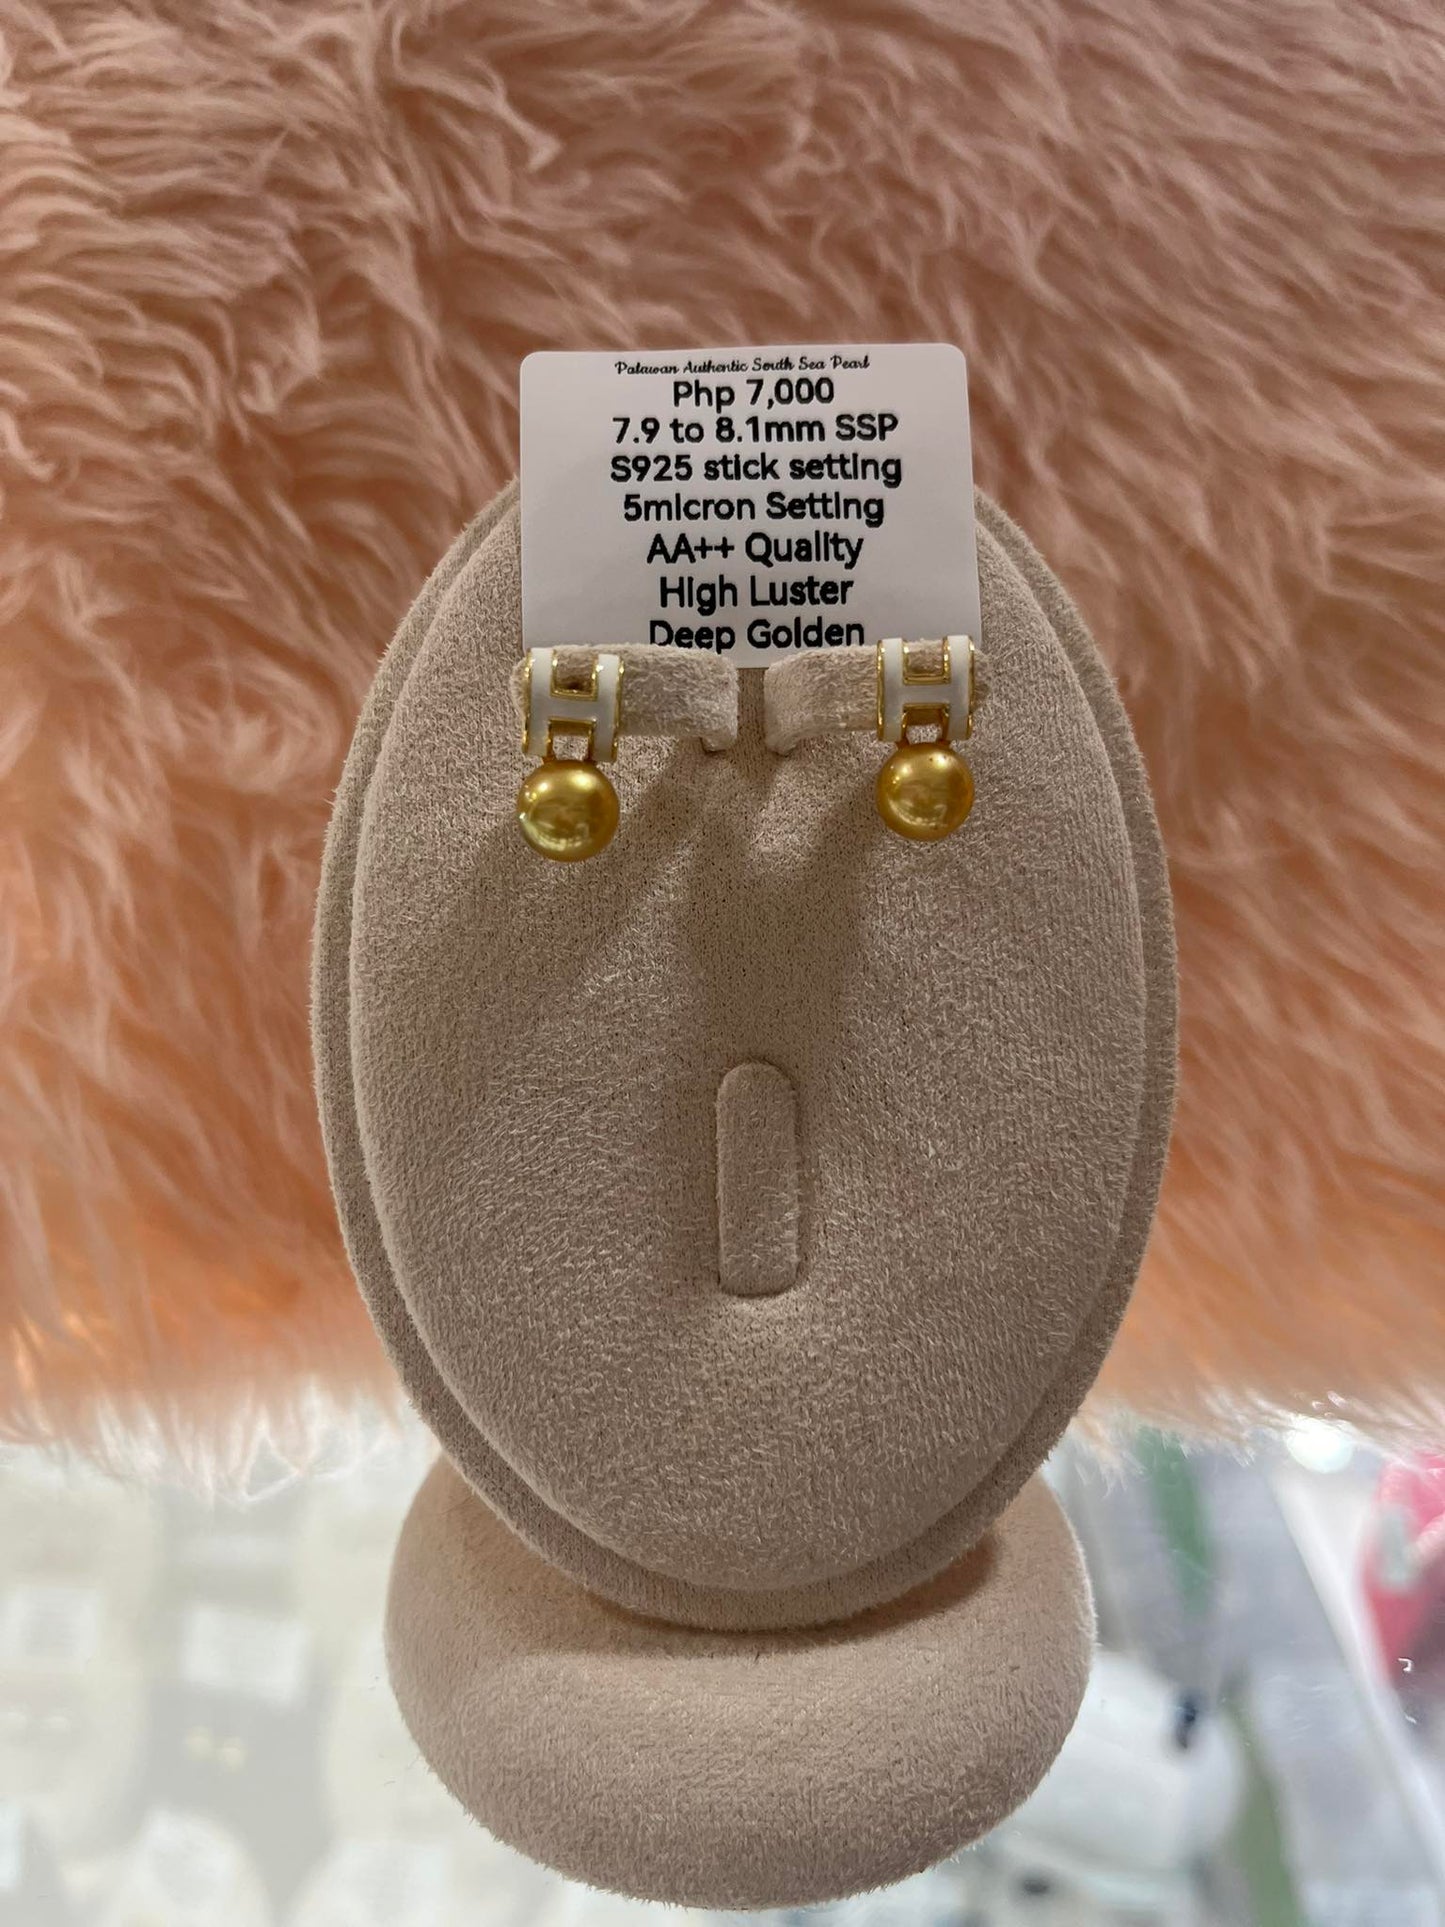 Palawan Authentic South Sea Pearl
Php 7,000
7.9 to 8.1mm SSP
S925 stick setting
5micron Setting
AA++ Quality
High Luster
Deep Golden
H H